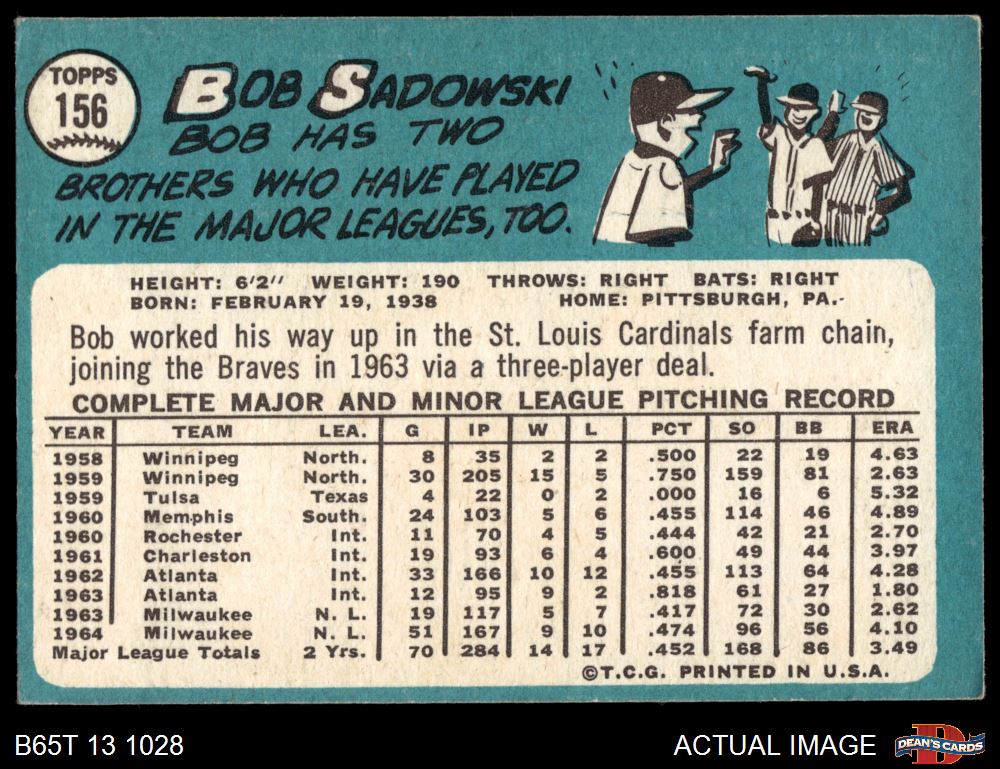 TOPPS
156
BOB SADOWSKI
BOB HAS TWO
BROTHERS WHO HAVE PLAYED
IN THE MAJOR LEAGUES, TOO.
HEIGHT: 6'2" WEIGHT: 190 THROWS: RIGHT BATS: RIGHT
BORN: FEBRUARY 19, 1938 HOME: PITTSBURGH, PA.
Bob worked his way up in the St. Louis Cardinals farm chain,
joining the Braves in 1963 via a three-player deal.
COMPLETE MAJOR AND MINOR LEAGUE PITCHING RECORD
YEAR TEAM LEA. G IP W L PCT SO BB ERA
1958 Winnipeg North. 8 35 2 2 .500 22 19 4.63
1959 Winnipeg North. 30 205 15 5 .750 159 81 2.63
1959 Tulsa Texas 4 22 0 2 .000 16 6 5.32
1960 Memphis South. 24 103 5 6 .455 114 46 4.89
1960 Rochester Int. 11 70 4 5 .444 42 21 2.70
1961 Charleston Int. 19 93 6 4 .600 49 44 3.97
1962 Atlanta Int. 33 166 10 12 .455 113 64 4.28
1963 Atlanta Int. 12 95 9 2 .818 61 27 1.80
1963 Milwaukee N. L. 19 117 5 7 .417 72 30 2.62
1964 Milwaukee N. L. 51 167 9 10 .474 96 56 4.10
Major League Totals 2 Yrs. 70 284 14 17 .452 168 86 3.49
©T.C.G. PRINTED IN U.S.A.
B65T 13 1028
ACTUAL IMAGE
D
DEAN'S CARDS